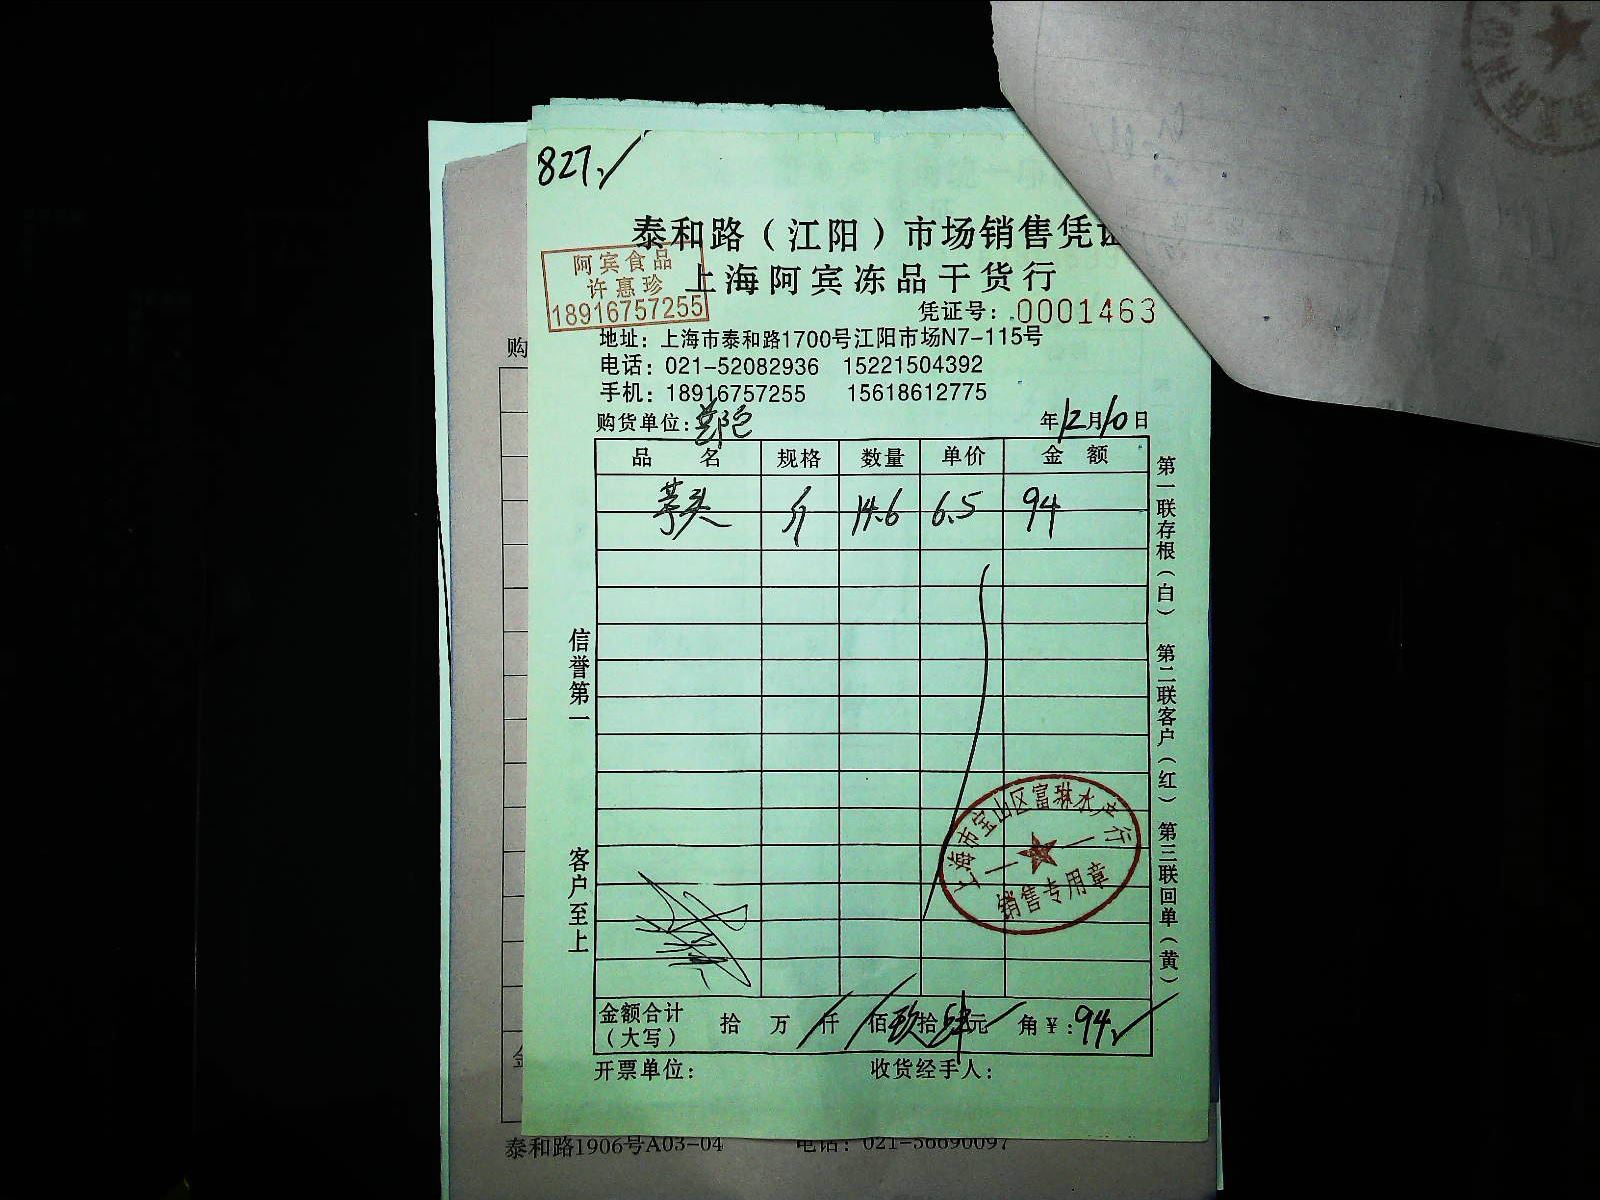 827.
泰和路（江阳）市场销售凭证
阿宾食品
许惠珍
18916757255
上海阿宾冻品干货行
凭证号：0001463
地址：上海市泰和路1700号江阳市场N7-115号
电话：021-52082936 15221504392
手机：18916757255 15618612775
购货单位：
年12月10日
品名 规格 数量 单价 金额
芋头 斤 14.6 6.5 94
信誉第一 客户至上
第一联存根（白） 第二联客户（红） 第三联回单（黄）
上海市宝山区富琳水产行
销售专用章
金额合计（大写） 拾 万 仟 佰玖拾肆元 角￥：94
开票单位： 收货经手人：
购
泰和路1906号A03-04 电话：021-56690097